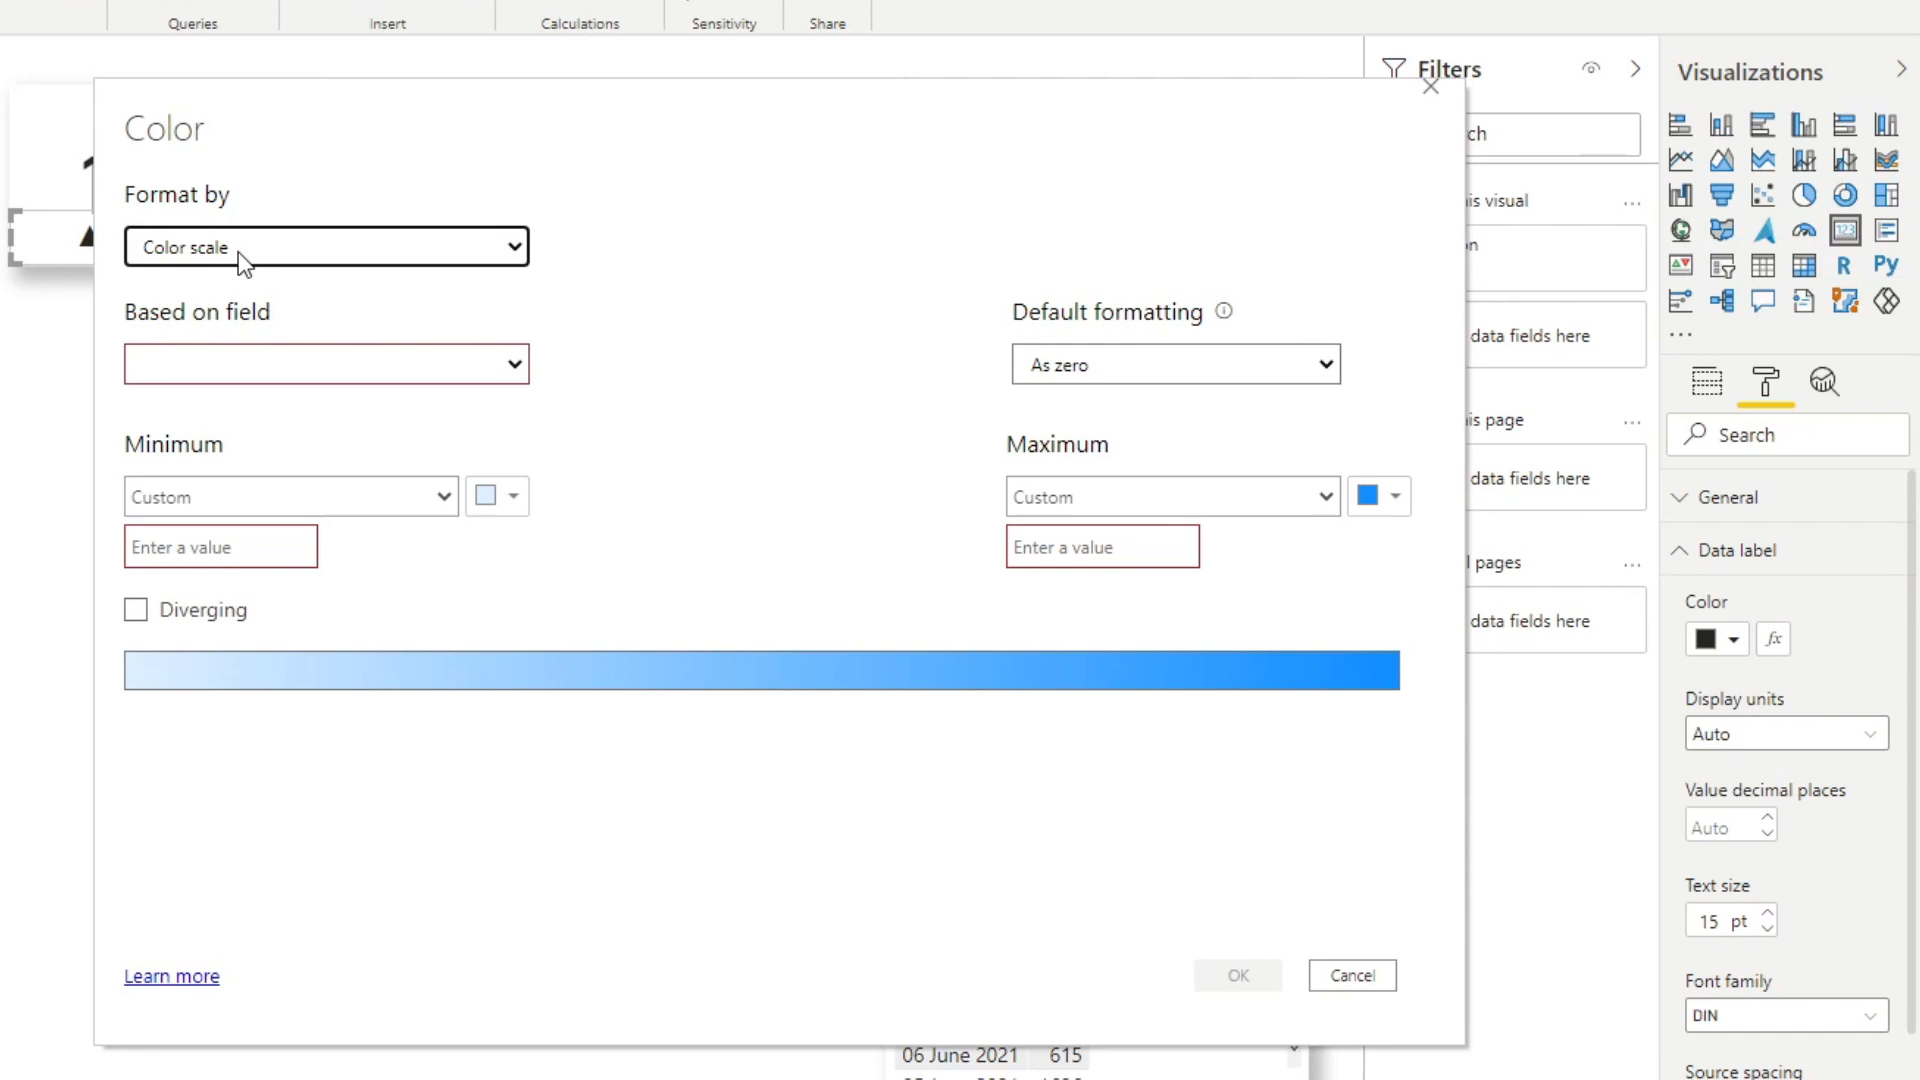 Queries
Insert
Calculations
Sensitivity
Share
Filters
Visualizations
Color
ch
Format by
Color scale
is visual
...
n
123
Based on field
Default formatting
R
Py
As zero
data fields here
...
Minimum
Maximum
is page
...
Search
Custom
Custom
data fields here
General
Enter a value
Enter a value
Data label
l pages
...
Diverging
Color
data fields here
fx
Display units
Auto
Value decimal places
Auto
Text size
15 pt
Learn more
OK
Cancel
Font family
DIN
06 June 2021 615
Source spacing